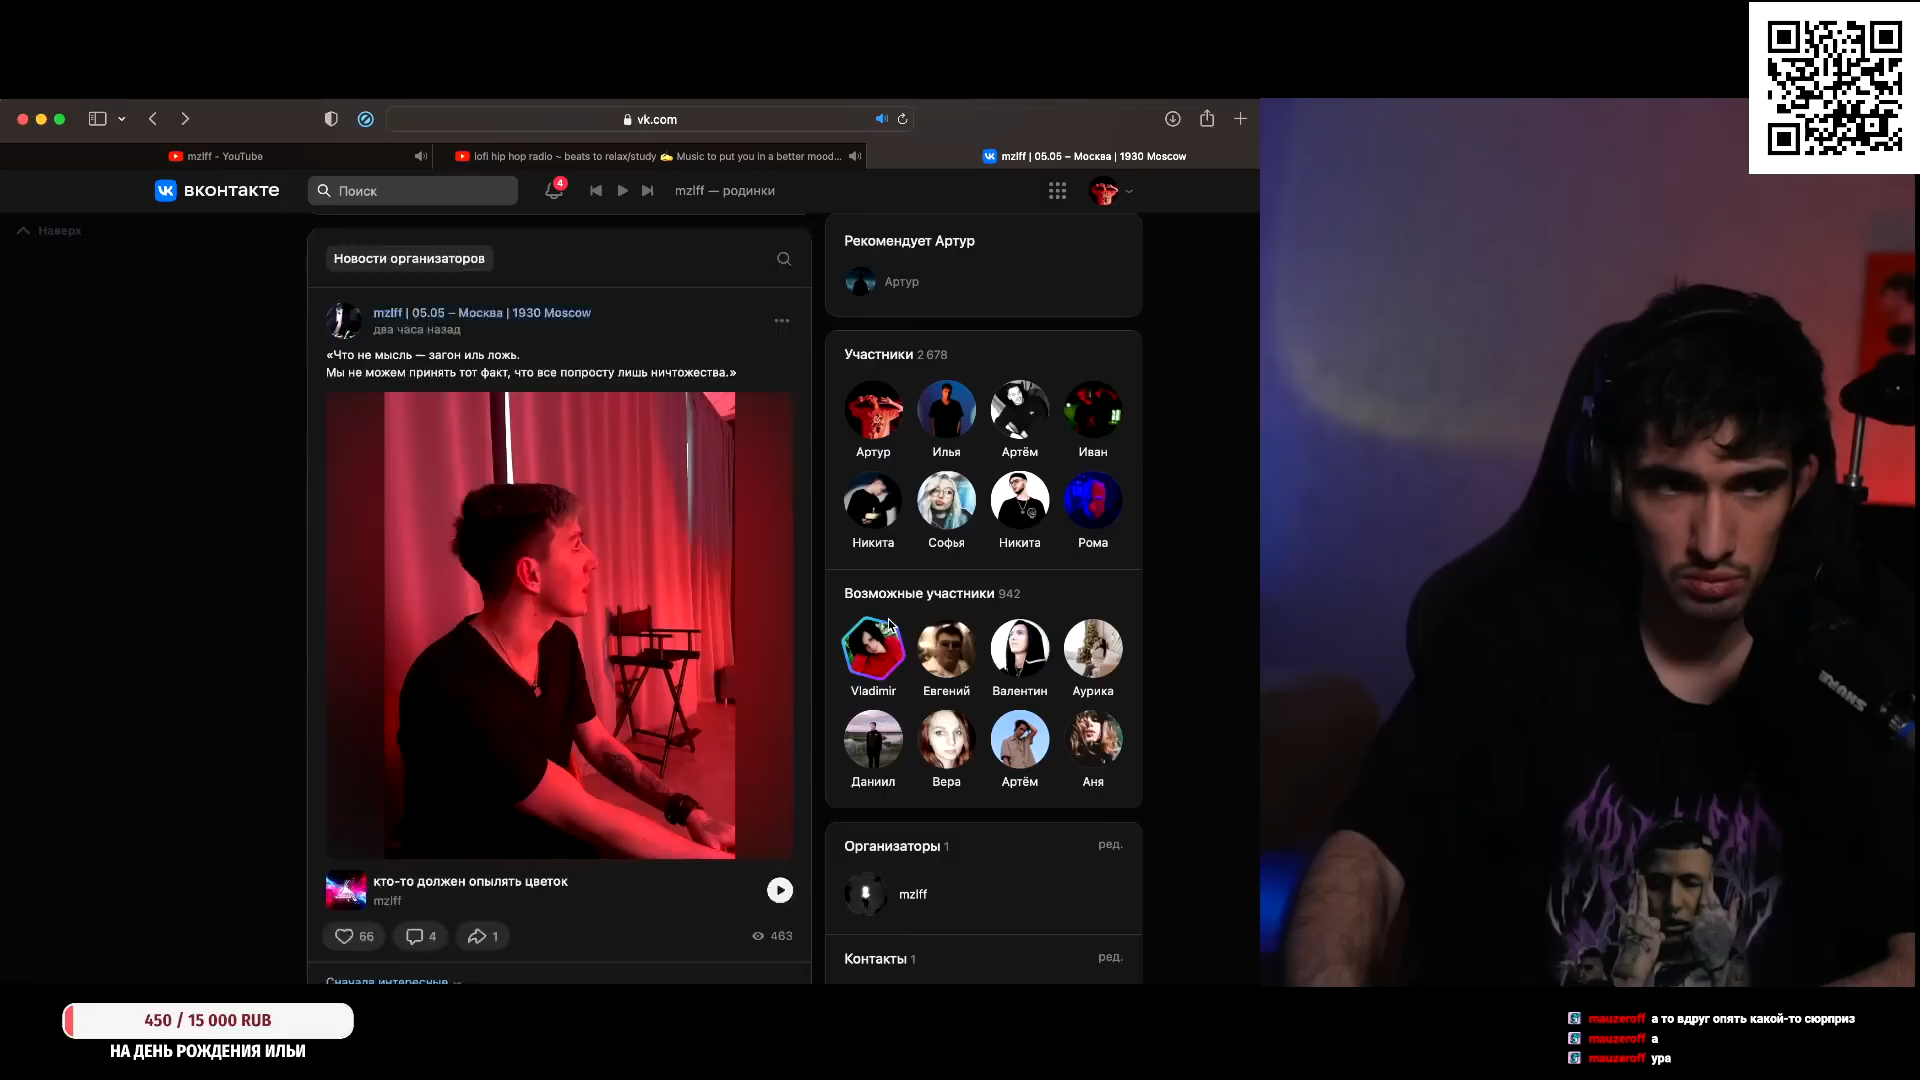 vk.com
mzlff - YouTube
lofi hip hop radio ~ beats to relax/study ✍️ Music to put you in a better mood...
mzlff | 05.05 – Москва | 1930 Moscow
вконтакте
Поиск
4
mzlff — родинки
Наверх
Новости организаторов
mzlff | 05.05 – Москва | 1930 Moscow
два часа назад
«Что не мысль — загон иль ложь.
Мы не можем принять тот факт, что все попросту лишь ничтожества.»
кто-то должен опылять цветок
mzlff
66
4
1
463
Сначала интересные
Рекомендует Артур
Артур
Участники 2 678
Артур
Илья
Артём
Иван
Никита
Софья
Никита
Рома
Возможные участники 942
Vladimir
Евгений
Валентин
Аурика
Даниил
Вера
Артём
Аня
Организаторы 1
ред.
mzlff
Контакты 1
ред.
SHURE
450 / 15 000 RUB
НА ДЕНЬ РОЖДЕНИЯ ИЛЬИ
mauzeroff а то вдруг опять какой-то сюрприз
mauzeroff а
mauzeroff ура